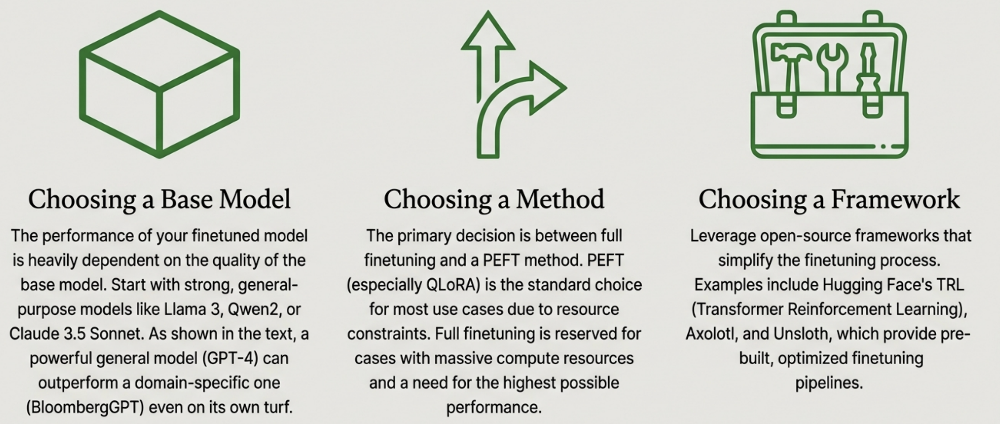 Choosing a Base Model
The performance of your finetuned model
is heavily dependent on the quality of the
base model. Start with strong, general-
purpose models like Llama 3, Qwen2, or
Claude 3.5 Sonnet. As shown in the text, a
powerful general model (GPT-4) can
outperform a domain-specific one
(BloombergGPT) even on its own turf.
Choosing a Method
The primary decision is between full
finetuning and a PEFT method. PEFT
(especially QLoRA) is the standard choice
for most use cases due to resource
constraints. Full finetuning is reserved for
cases with massive compute resources
and a need for the highest possible
performance.
Choosing a Framework
Leverage open-source frameworks that
simplify the finetuning process.
Examples include Hugging Face's TRL
(Transformer Reinforcement Learning),
Axolotl, and Unsloth, which provide pre-
built, optimized finetuning
pipelines.